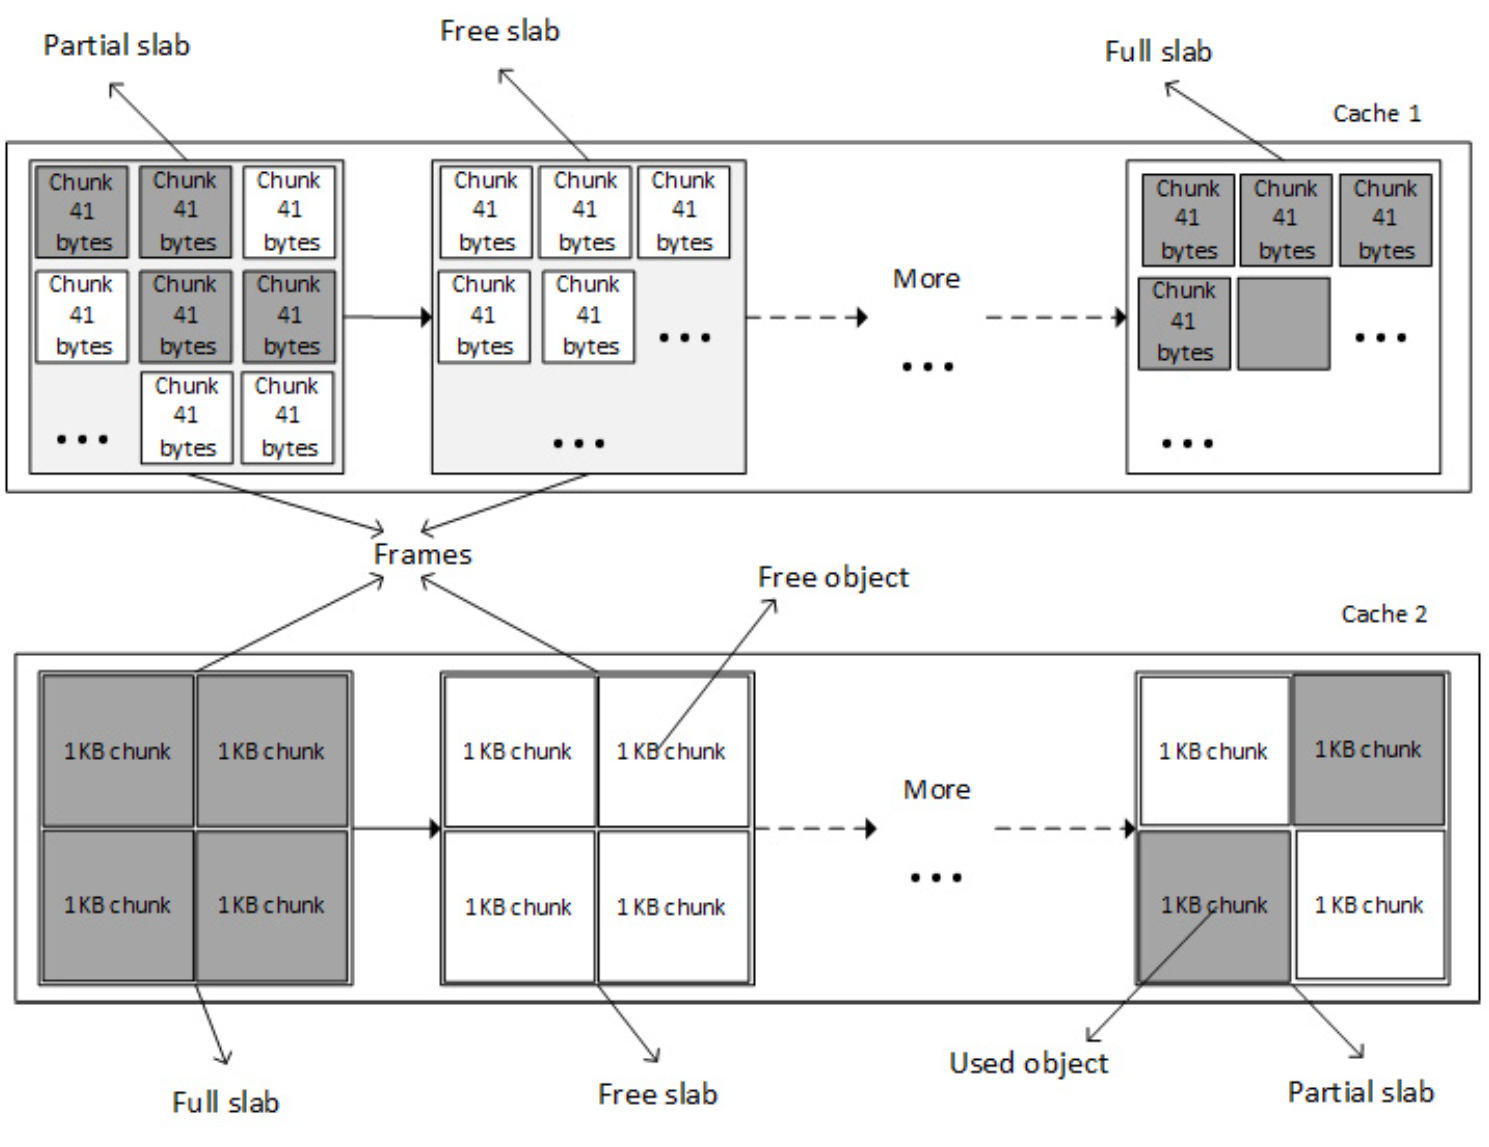 Partial slab
Free slab
Full slab
Cache 1
Chunk
41
bytes
Chunk
41
bytes
Chunk
41
bytes
Chunk
41
bytes
Chunk
41
bytes
Chunk
41
bytes
...
Chunk
41
bytes
Chunk
41
bytes
Chunk
41
bytes
Chunk
41
bytes
Chunk
41
bytes
Chunk
41
bytes
Chunk
41
bytes
...
...
More
...
Chunk
41
bytes
Chunk
41
bytes
Chunk
41
bytes
Chunk
41
bytes
...
...
Frames
Free object
Cache 2
1 KB chunk
1 KB chunk
1 KB chunk
1 KB chunk
1 KB chunk
1 KB chunk
1 KB chunk
1 KB chunk
More
...
1 KB chunk
1 KB chunk
1 KB chunk
1 KB chunk
Full slab
Free slab
Used object
Partial slab